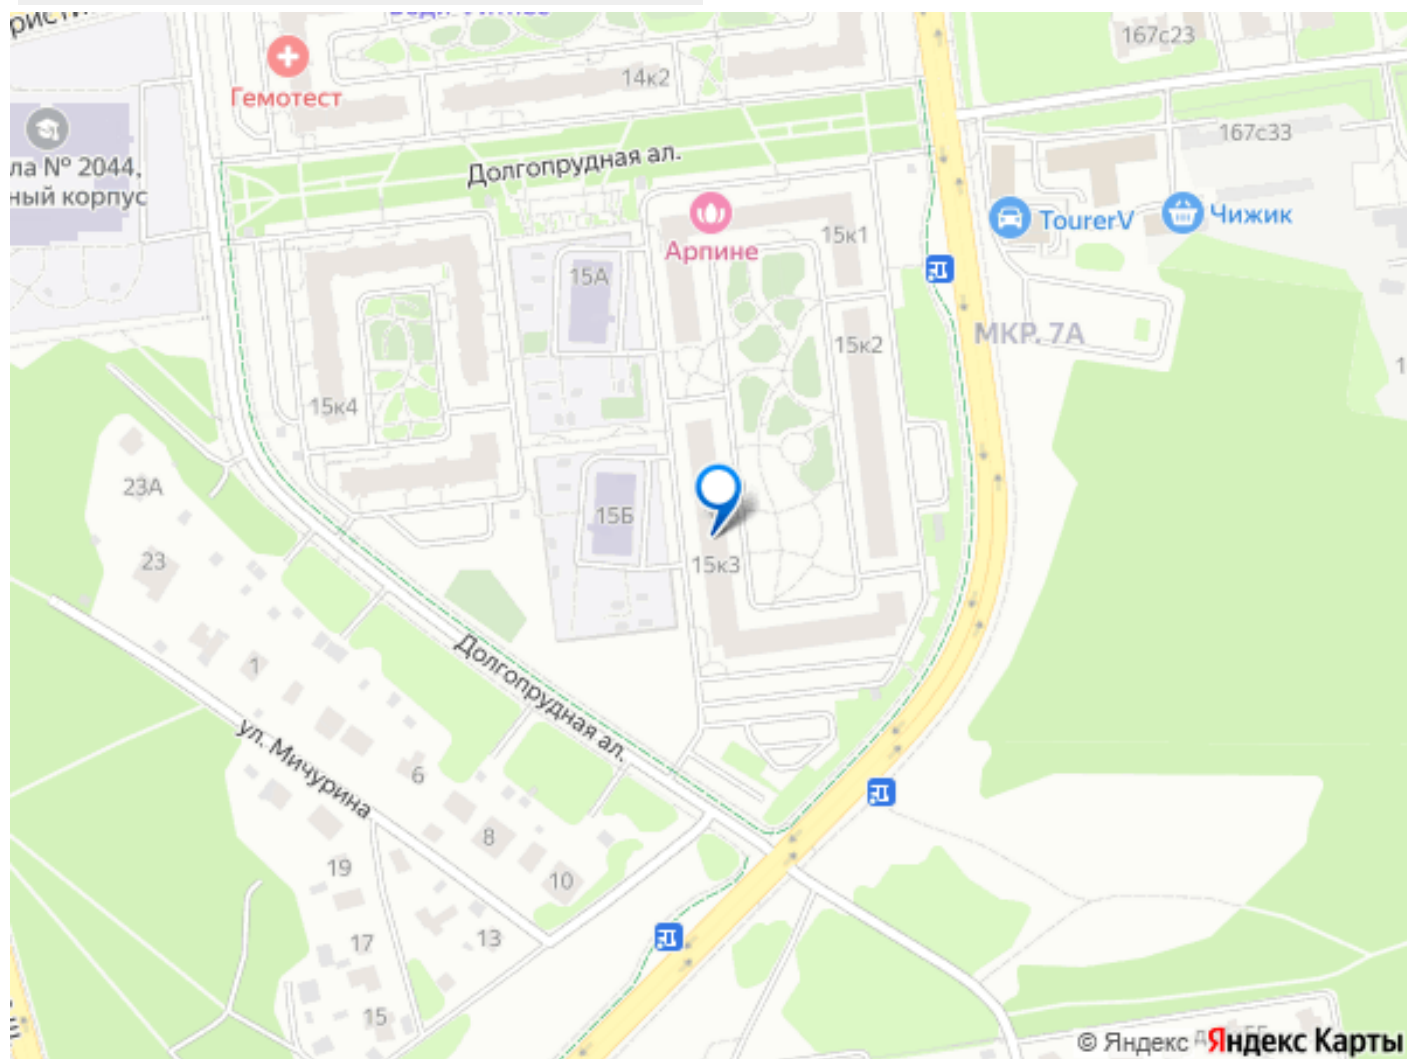 167с23
14к2
Гемотест
167с33
ла № 2044,
ный корпус
Долгопрудная ал.
Арпине
15к1
TourerV
Чижик
15А
МКР. 7А
15к2
15к4
23А
15Б
23
15к3
1
Долгопрудная ал.
ул. Мичурина
6
8
19
10
17
13
15
© Яндекс
Яндекс Карты